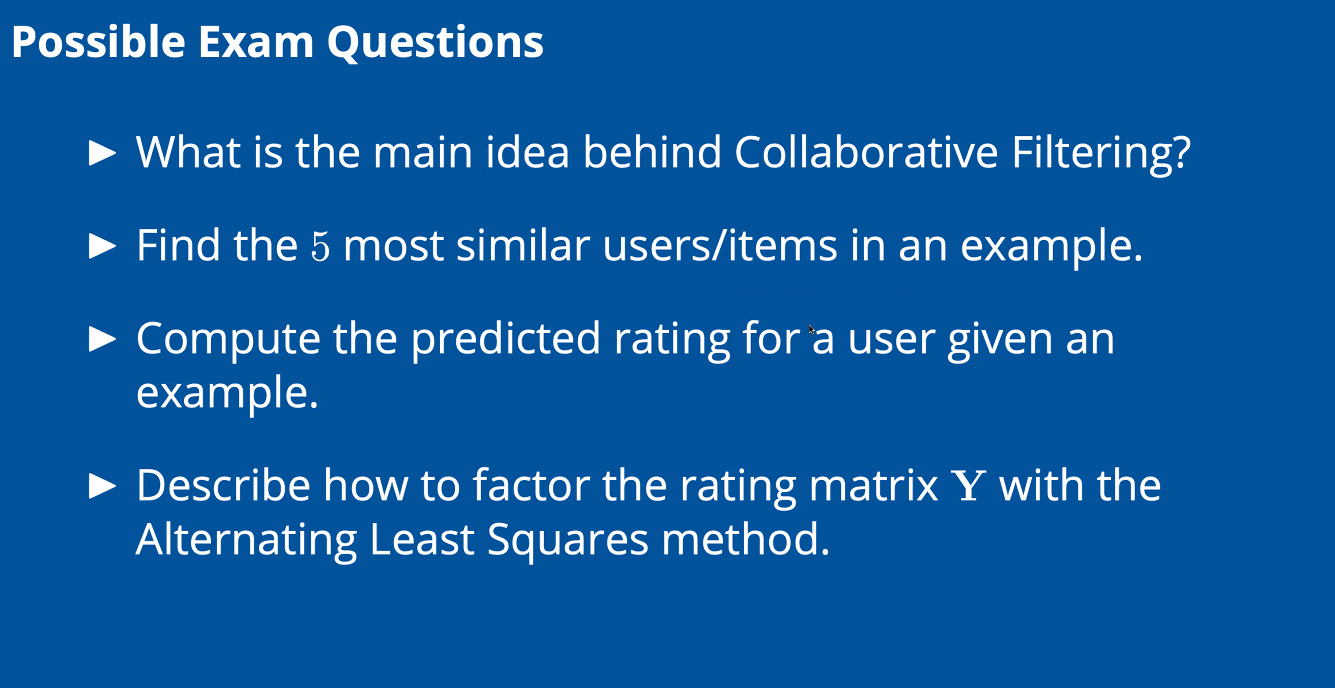 Possible Exam Questions
► What is the main idea behind Collaborative Filtering?
► Find the 5 most similar users/items in an example.
► Compute the predicted rating for a user given an
example.
► Describe how to factor the rating matrix Y with the
Alternating Least Squares method.